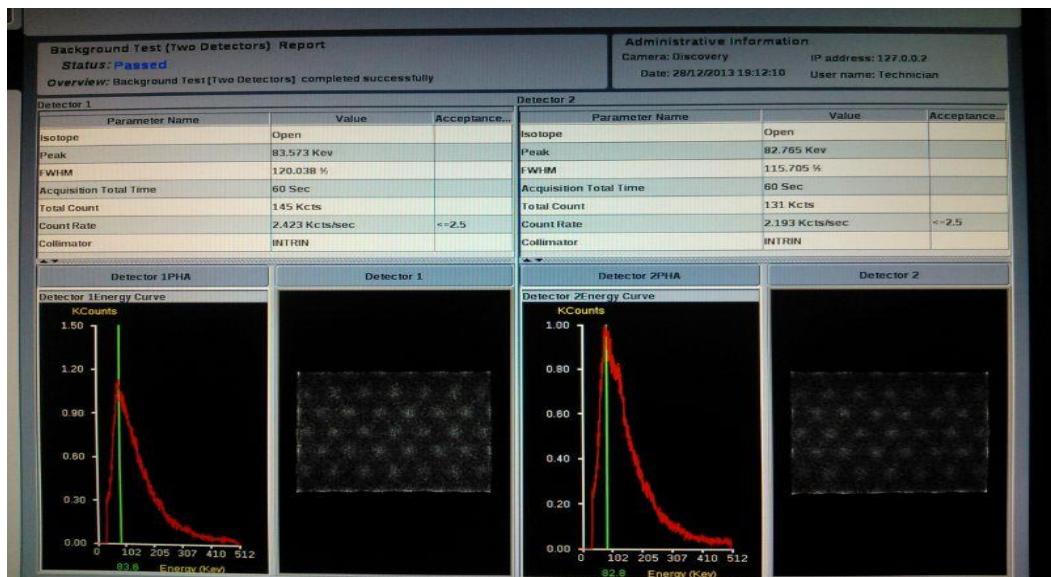 Background Test (Two Detectors) Report
Status: Passed
Overview: Background Test [Two Detectors] completed successfully
Administrative Information
Camera: Discovery IP address: 127.0.0.2
Date: 28/12/2013 19:12:10 User name: Technician
Detector 1
Parameter Name Value Acceptance...
Isotope Open
Peak 83.573 Kev
FWHM 120.038 %
Acquisition Total Time 60 Sec
Total Count 145 Kcts
Count Rate 2.423 Kcts/sec <=2.5
Collimator INTRIN
Detector 2
Parameter Name Value Acceptance...
Isotope Open
Peak 82.765 Kev
FWHM 115.705 %
Acquisition Total Time 60 Sec
Total Count 131 Kcts
Count Rate 2.193 Kcts/sec <=2.5
Collimator INTRIN
Detector 1PHA
Detector 1
Detector 2PHA
Detector 2
Detector 1Energy Curve
KCounts
1.50
1.20
0.90
0.60
0.30
0.00
0 102 205 307 410 512
83.8 Energy (Kev)
Detector 2Energy Curve
KCounts
1.00
0.80
0.60
0.40
0.20
0.00
0 102 205 307 410 512
82.8 Energy (Kev)